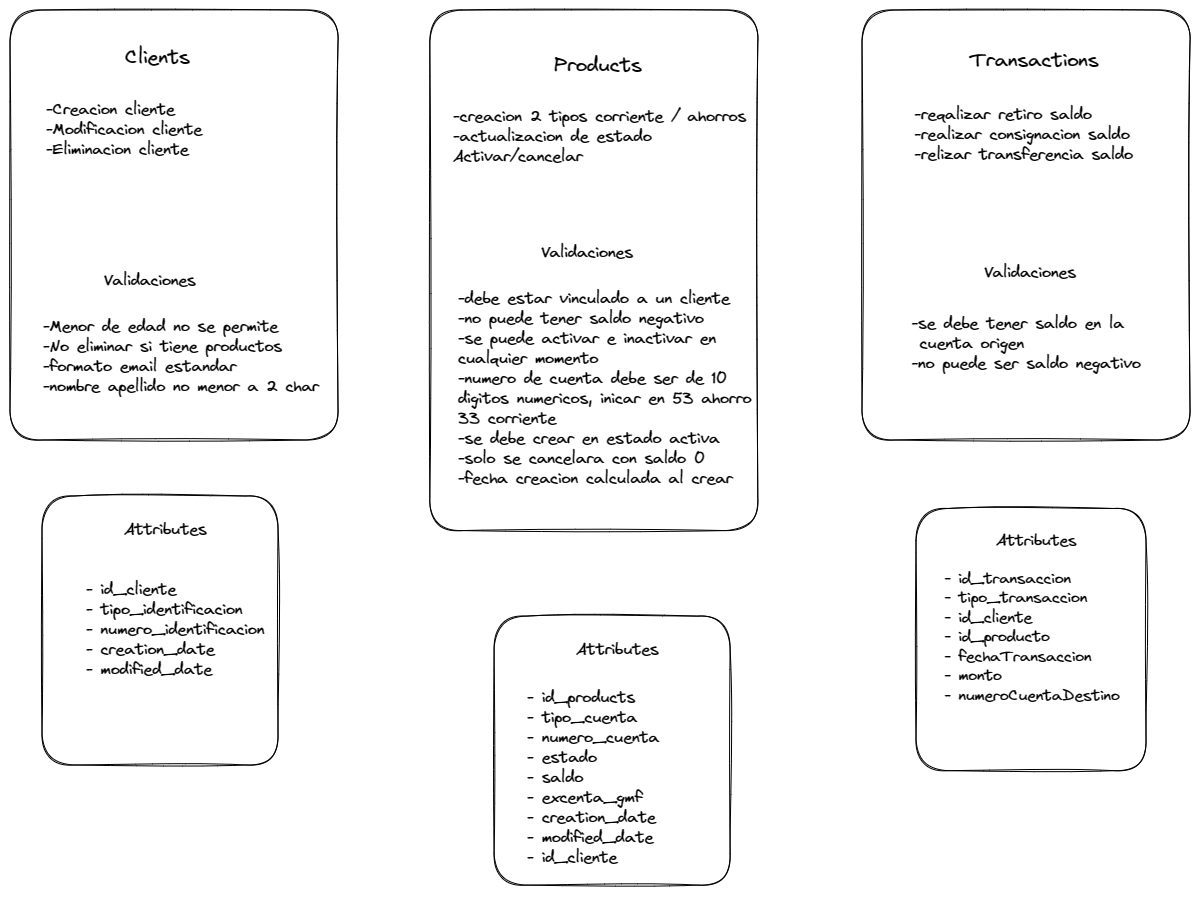 Clients
-Creacion cliente
-Modificacion cliente
-Eliminacion cliente
Validaciones
-Menor de edad no se permite
-No eliminar si tiene productos
-formato email estandar
-nombre apellido no menor a 2 char
Attributes
- id_cliente
- tipo_identificacion
- numero_identificacion
- creation_date
- modified_date
Products
-creacion 2 tipos corriente / ahorros
-actualizacion de estado
Activar/cancelar
Validaciones
-debe estar vinculado a un cliente
-no puede tener saldo negativo
-se puede activar e inactivar en
cualquier momento
-numero de cuenta debe ser de 10
digitos numericos, inicar en 53 ahorro
33 corriente
-se debe crear en estado activa
-solo se cancelara con saldo 0
-fecha creacion calculada al crear
Attributes
- id_products
- tipo_cuenta
- numero_cuenta
- estado
- saldo
- excenta_gmf
- creation_date
- modified_date
- id_cliente
Transactions
-reqalizar retiro saldo
-realizar consignacion saldo
-relizar transferencia saldo
Validaciones
-se debe tener saldo en la
cuenta origen
-no puede ser saldo negativo
Attributes
- id_transaccion
- tipo_transaccion
- id_cliente
- id_producto
- fechaTransaccion
- monto
- numeroCuentaDestino